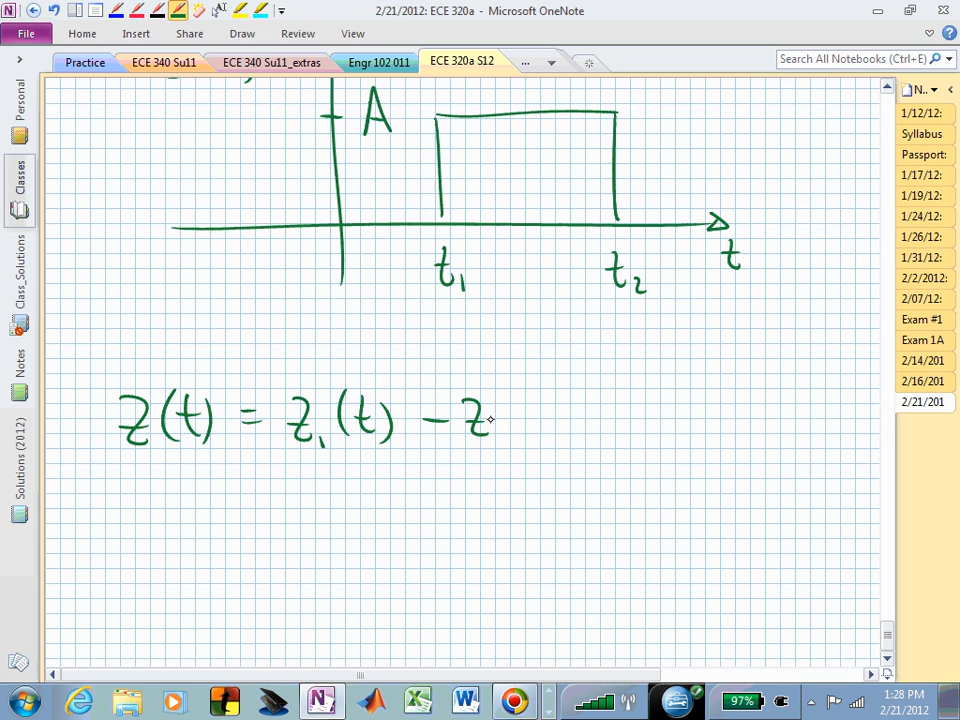 2/21/2012: ECE 320a - Microsoft OneNote
File Home Insert Share Draw Review View
Practice ECE 340 Su11 ECE 340 Su11_extras Engr 102 011 ECE 320a S12 ...
Search All Notebooks (Ctrl+E)
Personal
Classes
Class_Solutions
Notes
Solutions (2012)
N..
1/12/12:
Syllabus
Passport:
1/17/12:
1/19/12:
1/24/12:
1/26/12:
1/31/12:
2/2/2012:
2/07/12:
Exam #1
Exam 1A
2/14/201
2/16/201
2/21/201
A
t₁ t₂ t
z(t) = z₁(t) - z
97%
1:28 PM
2/21/2012